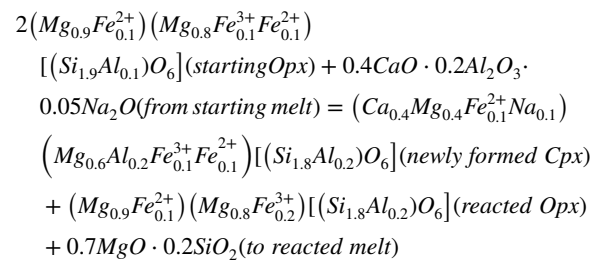 2(Mg₀.₉Fe²⁺₀.₁)(Mg₀.₈Fe³⁺₀.₁Fe²⁺₀.₁)
[(Si₁.₉Al₀.₁)O₆](startingOpx) + 0.4CaO · 0.2Al₂O₃·
0.05Na₂O(from starting melt) = (Ca₀.₄Mg₀.₄Fe²⁺₀.₁Na₀.₁)
(Mg₀.₆Al₀.₂Fe³⁺₀.₁Fe²⁺₀.₁)[(Si₁.₈Al₀.₂)O₆](newly formed Cpx)
+ (Mg₀.₉Fe²⁺₀.₁)(Mg₀.₈Fe³⁺₀.₂)[(Si₁.₈Al₀.₂)O₆](reacted Opx)
+ 0.7MgO · 0.2SiO₂(to reacted melt)